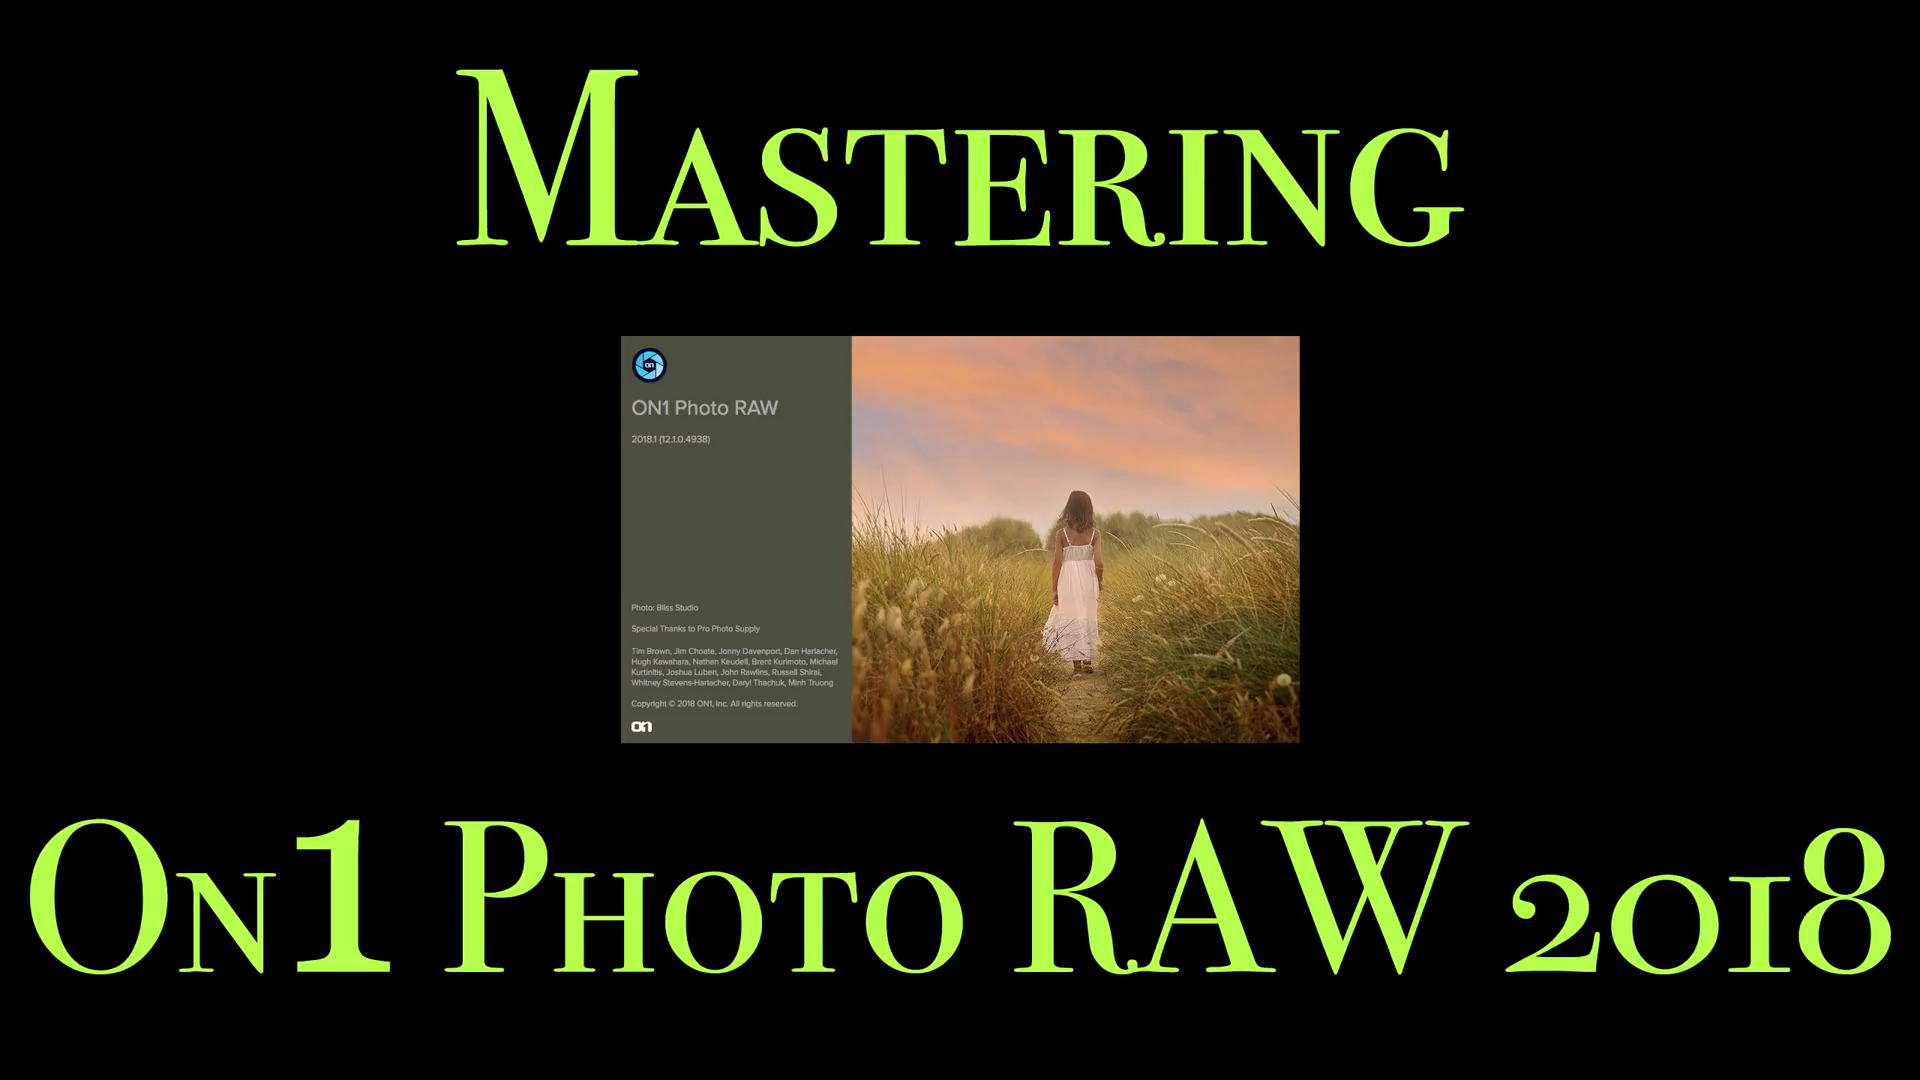 Mastering
on
ON1 Photo RAW
2018.1 (12.1.0.4938)
Photo: Bliss Studio
Special Thanks to Pro Photo Supply
Tim Brown, Jim Choate, Jonny Davenport, Dan Harlacher,
Hugh Kawahara, Nathan Keudell, Brent Kurimoto, Michael
Kurtinitis, Joshua Luben, John Rawlins, Russell Shirai,
Whitney Stevens-Harlacher, Daryl Thachuk, Minh Truong
Copyright © 2018 ON1, Inc. All rights reserved.
on1
On1 Photo RAW 2018